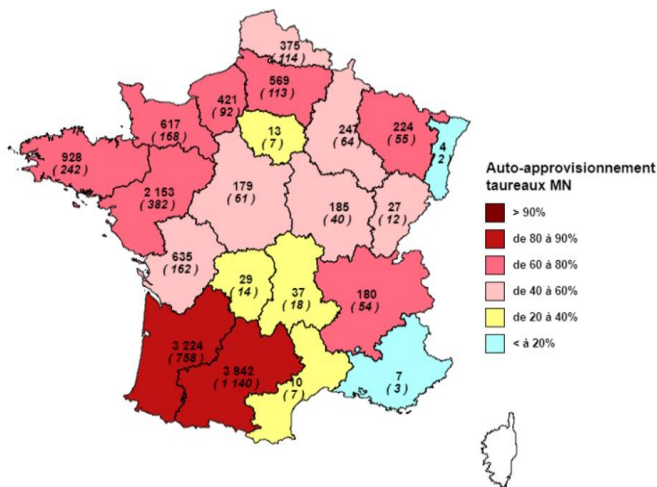 375
( 114 )
569
( 113 )
421
( 92 )
617
( 168 )
13
( 7 )
247
( 64 )
224
( 55 )
4
( 2 )
928
( 242 )
2 153
( 382 )
179
( 61 )
185
( 40 )
27
( 12 )
635
( 162 )
29
( 14 )
37
( 18 )
180
( 54 )
3 224
( 758 )
3 842
( 1 140 )
10
( 7 )
7
( 3 )
Auto-approvisionnement
taureaux MN
> 90%
de 80 à 90%
de 60 à 80%
de 40 à 60%
de 20 à 40%
< à 20%